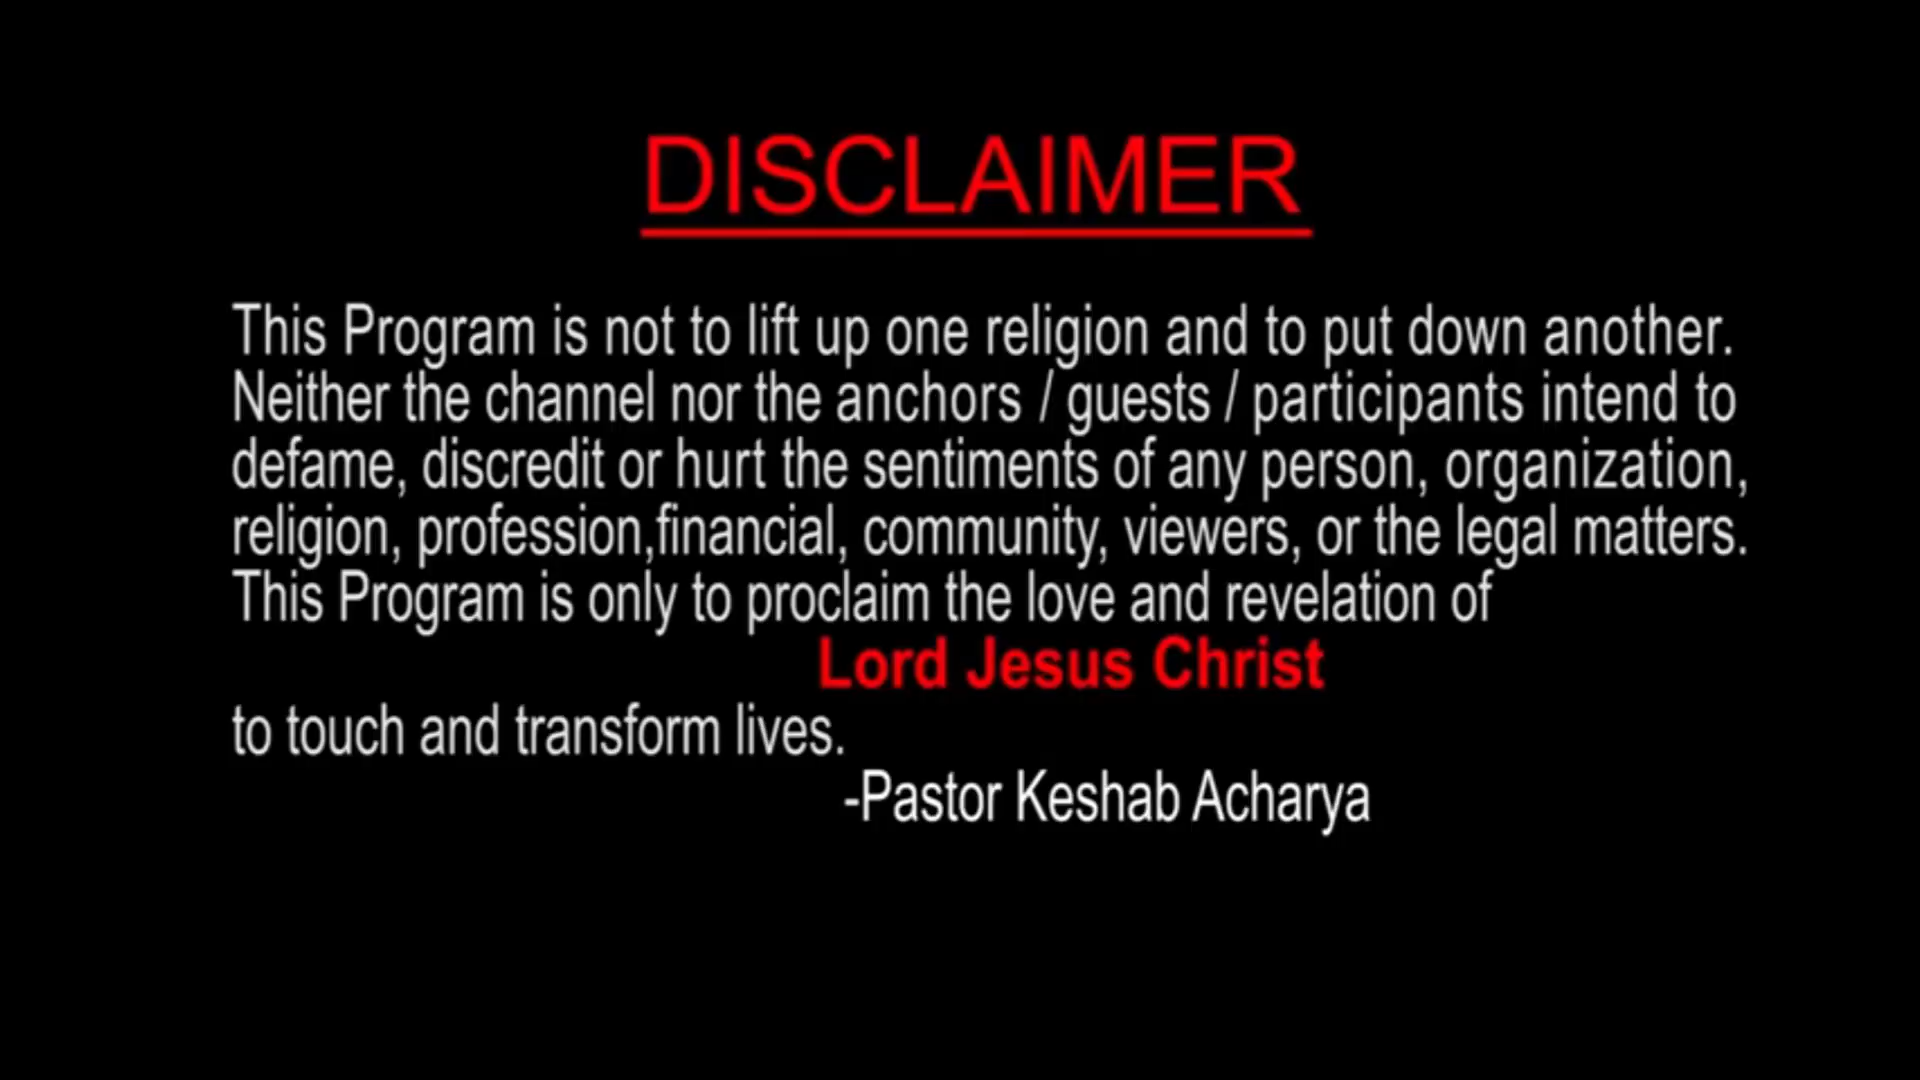 DISCLAIMER
This Program is not to lift up one religion and to put down another.
Neither the channel nor the anchors / guests / participants intend to
defame, discredit or hurt the sentiments of any person, organization,
religion, profession,financial, community, viewers, or the legal matters.
This Program is only to proclaim the love and revelation of
Lord Jesus Christ
to touch and transform lives.
-Pastor Keshab Acharya